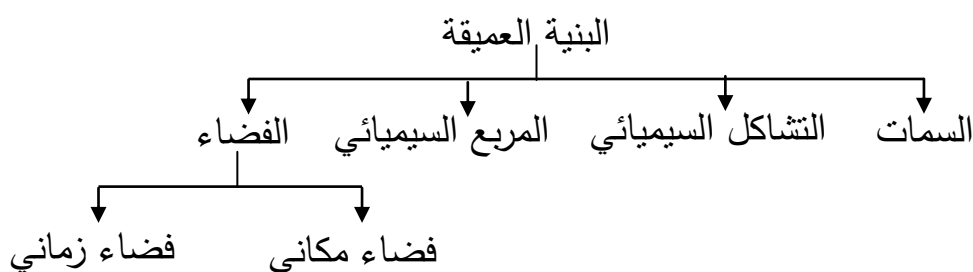 البنية العميقة
السمات التشاكل السيميائي المربع السيميائي الفضاء
فضاء مكاني فضاء زماني